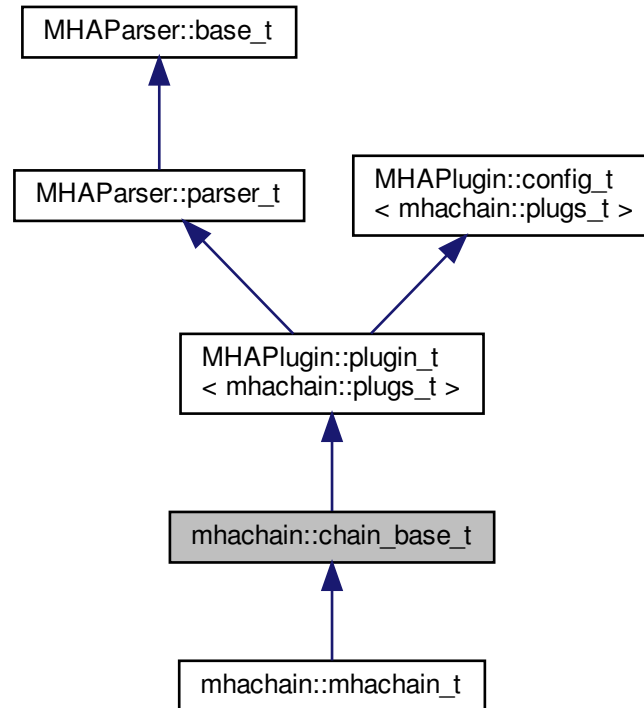 MHAParser::base_t
MHAParser::parser_t
MHAPlugin::config_t
< mhachain::plugs_t >
MHAPlugin::plugin_t
< mhachain::plugs_t >
mhachain::chain_base_t
mhachain::mhachain_t